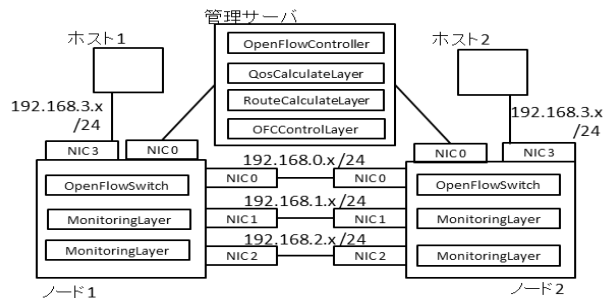 管理サーバ
ホスト1
ホスト2
OpenFlowController
QosCalculateLayer
RouteCalculateLayer
OFCControlLayer
192.168.3.x
/24
192.168.3.x
/24
NIC3
NIC0
NIC0
NIC3
192.168.0.x/24
NIC0
NIC0
OpenFlowSwitch
OpenFlowSwitch
192.168.1.x/24
NIC1
NIC1
MonitoringLayer
MonitoringLayer
192.168.2.x/24
NIC2
NIC2
MonitoringLayer
MonitoringLayer
ノード1
ノード2